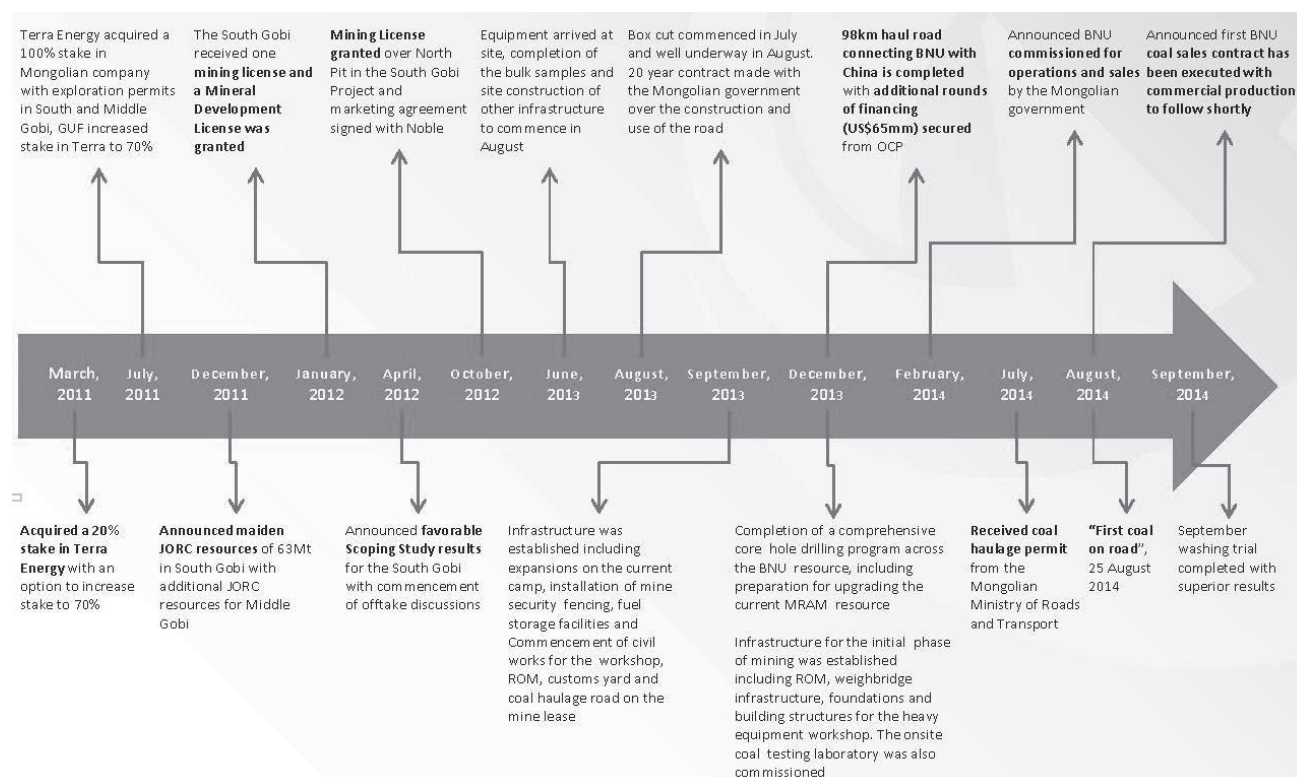 Terra Energy acquired a
100% stake in
Mongolian company
with exploration permits
in South and Middle
Gobi, GUF increased
stake in Terra to 70%
The South Gobi
received one
mining license and
a Mineral
Development
License was
granted
Mining License
granted over North
Pit in the South Gobi
Project and
marketing agreement
signed with Noble
Equipment arrived at
site, completion of
the bulk samples and
site construction of
other infrastructure
to commence in
August
Box cut commenced in July
and well underway in August.
20 year contract made with
the Mongolian government
over the construction and
use of the road
98km haul road
connecting BNU with
China is completed
with additional rounds
of financing
(US$65mm) secured
from OCP
Announced BNU
commissioned for
operations and sales
by the Mongolian
government
Announced first BNU
coal sales contract has
been executed with
commercial production
to follow shortly
March,
2011
July,
2011
December,
2011
January,
2012
April,
2012
October,
2012
June,
2013
August,
2013
September,
2013
December,
2013
February,
2014
July,
2014
August,
2014
September,
2014
Acquired a 20%
stake in Terra
Energy with an
option to increase
stake to 70%
Announced maiden
JORC resources of 63Mt
in South Gobi with
additional JORC
resources for Middle
Gobi
Announced favorable
Scoping Study results
for the South Gobi
with commencement
of offtake discussions
Infrastructure was
established including
expansions on the current
camp, installation of mine
security fencing, fuel
storage facilities and
Commencement of civil
works for the workshop,
ROM, customs yard and
coal haulage road on the
mine lease
Completion of a comprehensive
core hole drilling program across
the BNU resource, including
preparation for upgrading the
current MRAM resource
Infrastructure for the initial phase
of mining was established
including ROM, weighbridge
infrastructure, foundations and
building structures for the heavy
equipment workshop. The onsite
coal testing laboratory was also
commissioned
Received coal
haulage permit
from the
Mongolian
Ministry of Roads
and Transport
“First coal
on road”,
25 August
2014
September
washing trial
completed with
superior results